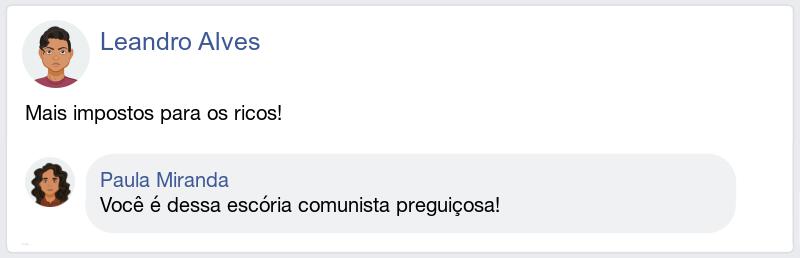 Leandro Alves
Mais impostos para os ricos!
Paula Miranda
Você é dessa escória comunista preguiçosa!